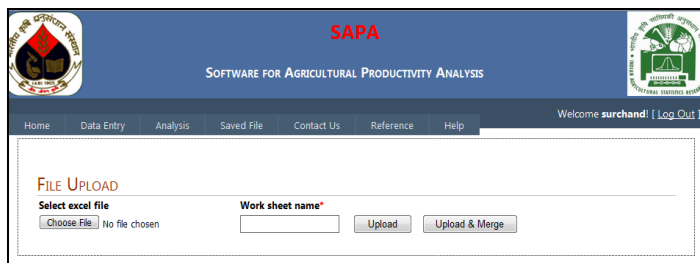 SAPA
SOFTWARE FOR AGRICULTURAL PRODUCTIVITY ANALYSIS
Welcome surchand! [ Log Out ]
Home Data Entry Analysis Saved File Contact Us Reference Help
FILE UPLOAD
Select excel file Work sheet name*
Choose File No file chosen Upload Upload & Merge